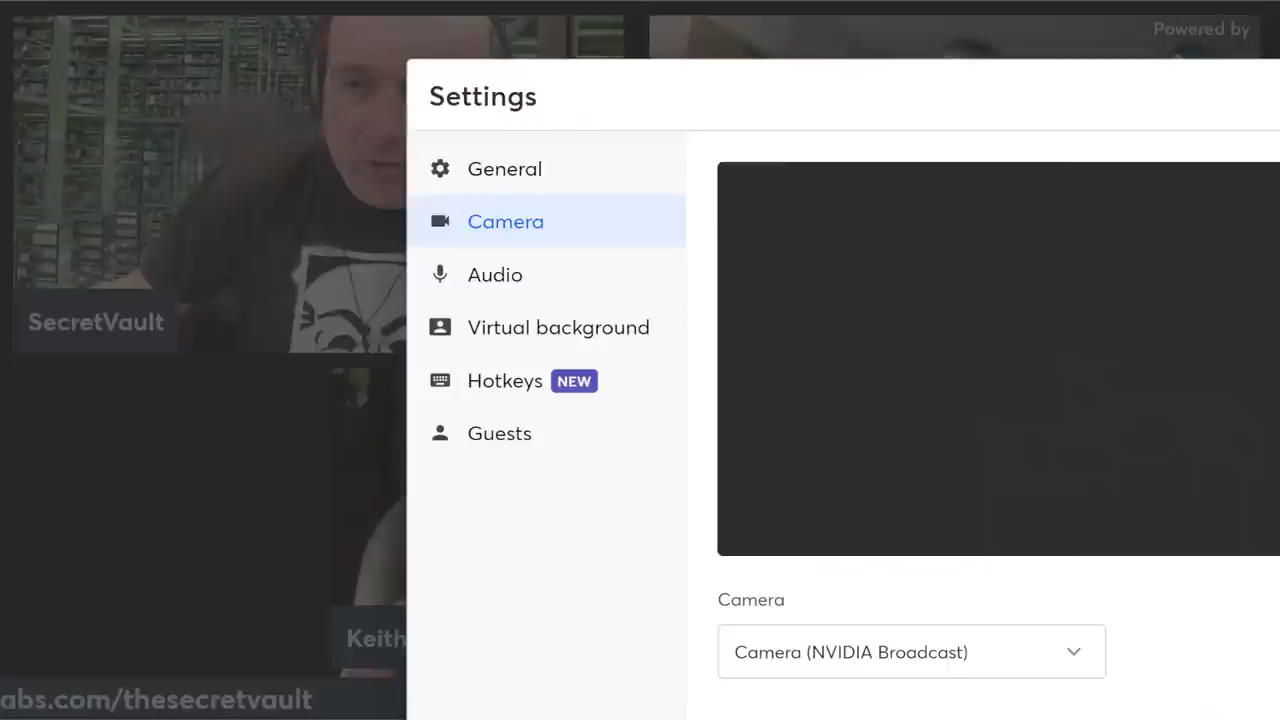 Powered by
Settings
General
Camera
Audio
SecretVault
Virtual background
Hotkeys NEW
Guests
Camera
Keith
Camera (NVIDIA Broadcast)
abs.com/thesecretvault